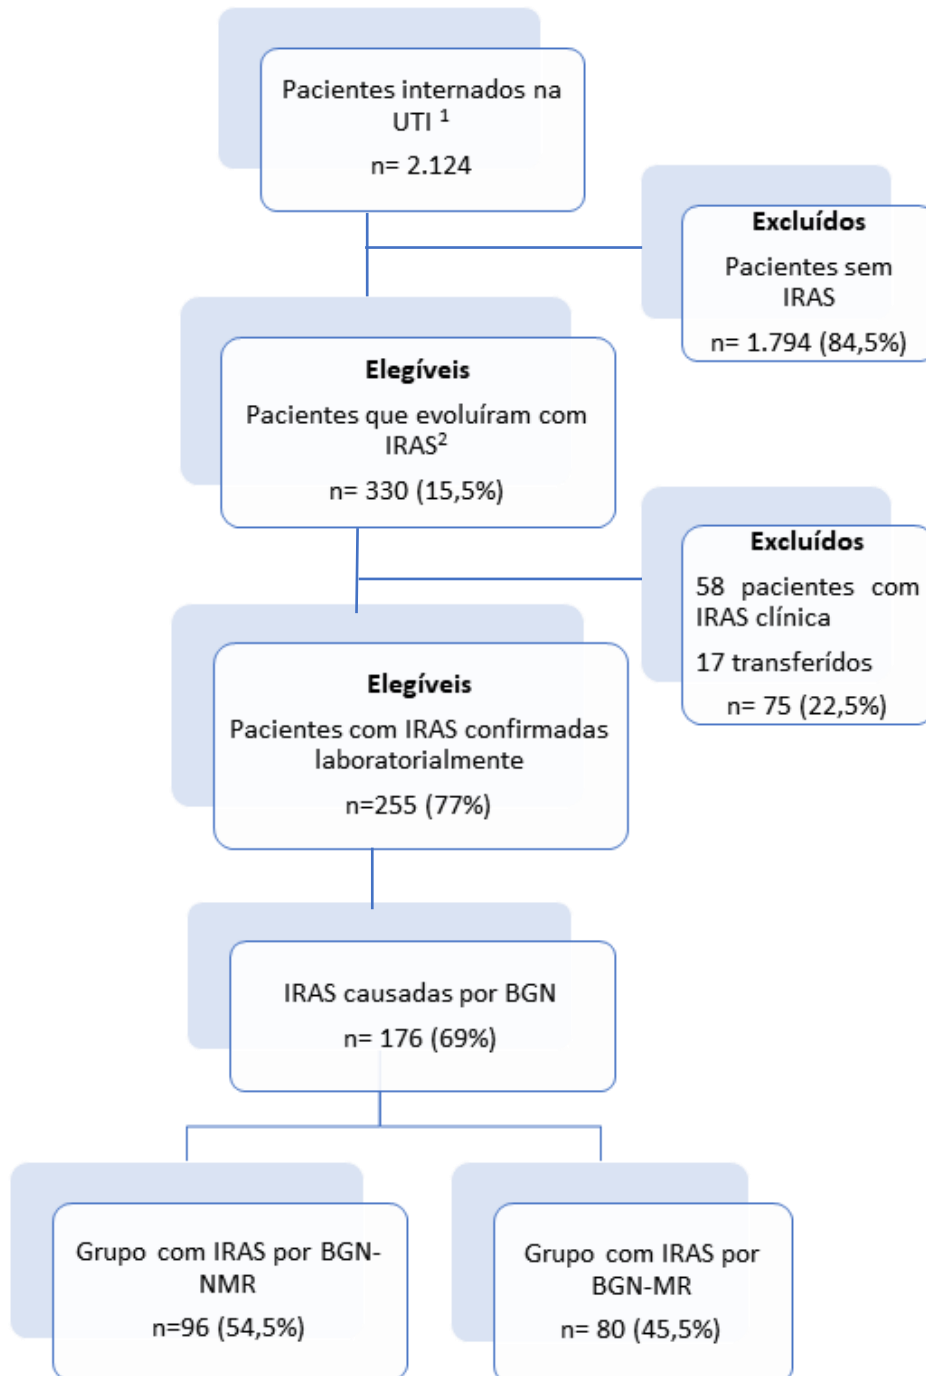 Pacientes internados na
UTI ¹
n= 2.124
Excluídos
Pacientes sem
IRAS
n= 1.794 (84,5%)
Elegíveis
Pacientes que evoluíram com
IRAS²
n= 330 (15,5%)
Excluídos
58 pacientes com
IRAS clínica
17 transferídos
n= 75 (22,5%)
Elegíveis
Pacientes com IRAS confirmadas
laboratorialmente
n=255 (77%)
IRAS causadas por BGN
n= 176 (69%)
Grupo com IRAS por BGN-
NMR
n=96 (54,5%)
Grupo com IRAS por
BGN-MR
n= 80 (45,5%)